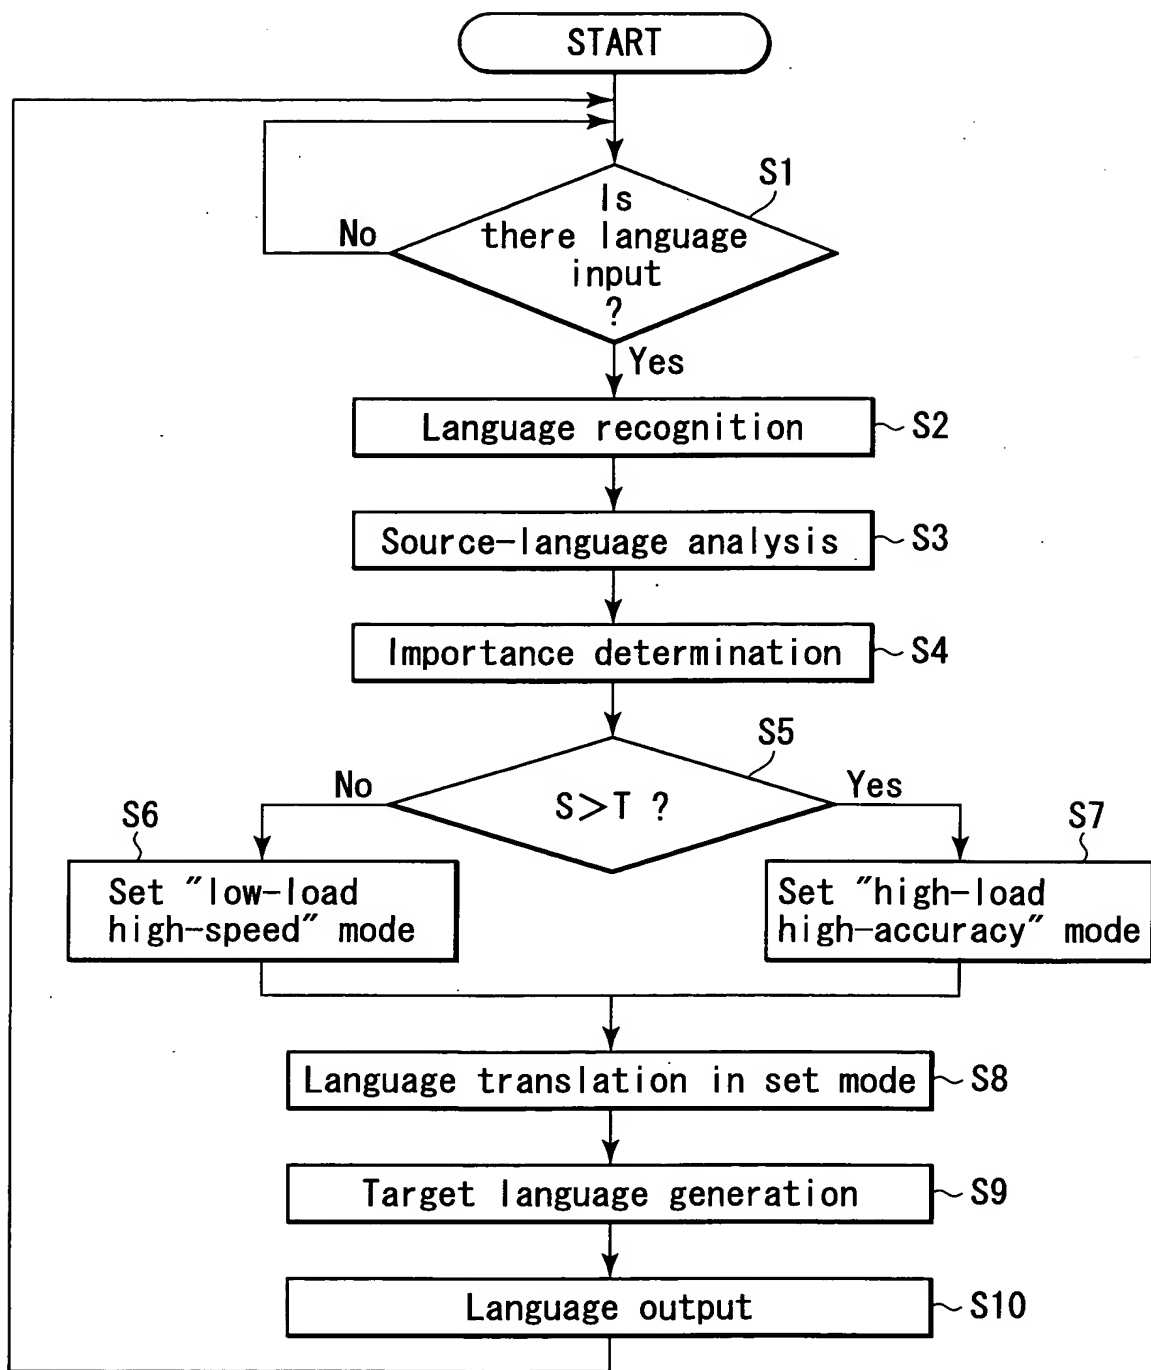 START
S1
Is
there language
input
?
No
Yes
Language recognition
S2
Source-language analysis
S3
Importance determination
S4
S5
No
S>T ?
Yes
S6
S7
Set "low-load
high-speed" mode
Set "high-load
high-accuracy" mode
Language translation in set mode
S8
Target language generation
S9
Language output
S10